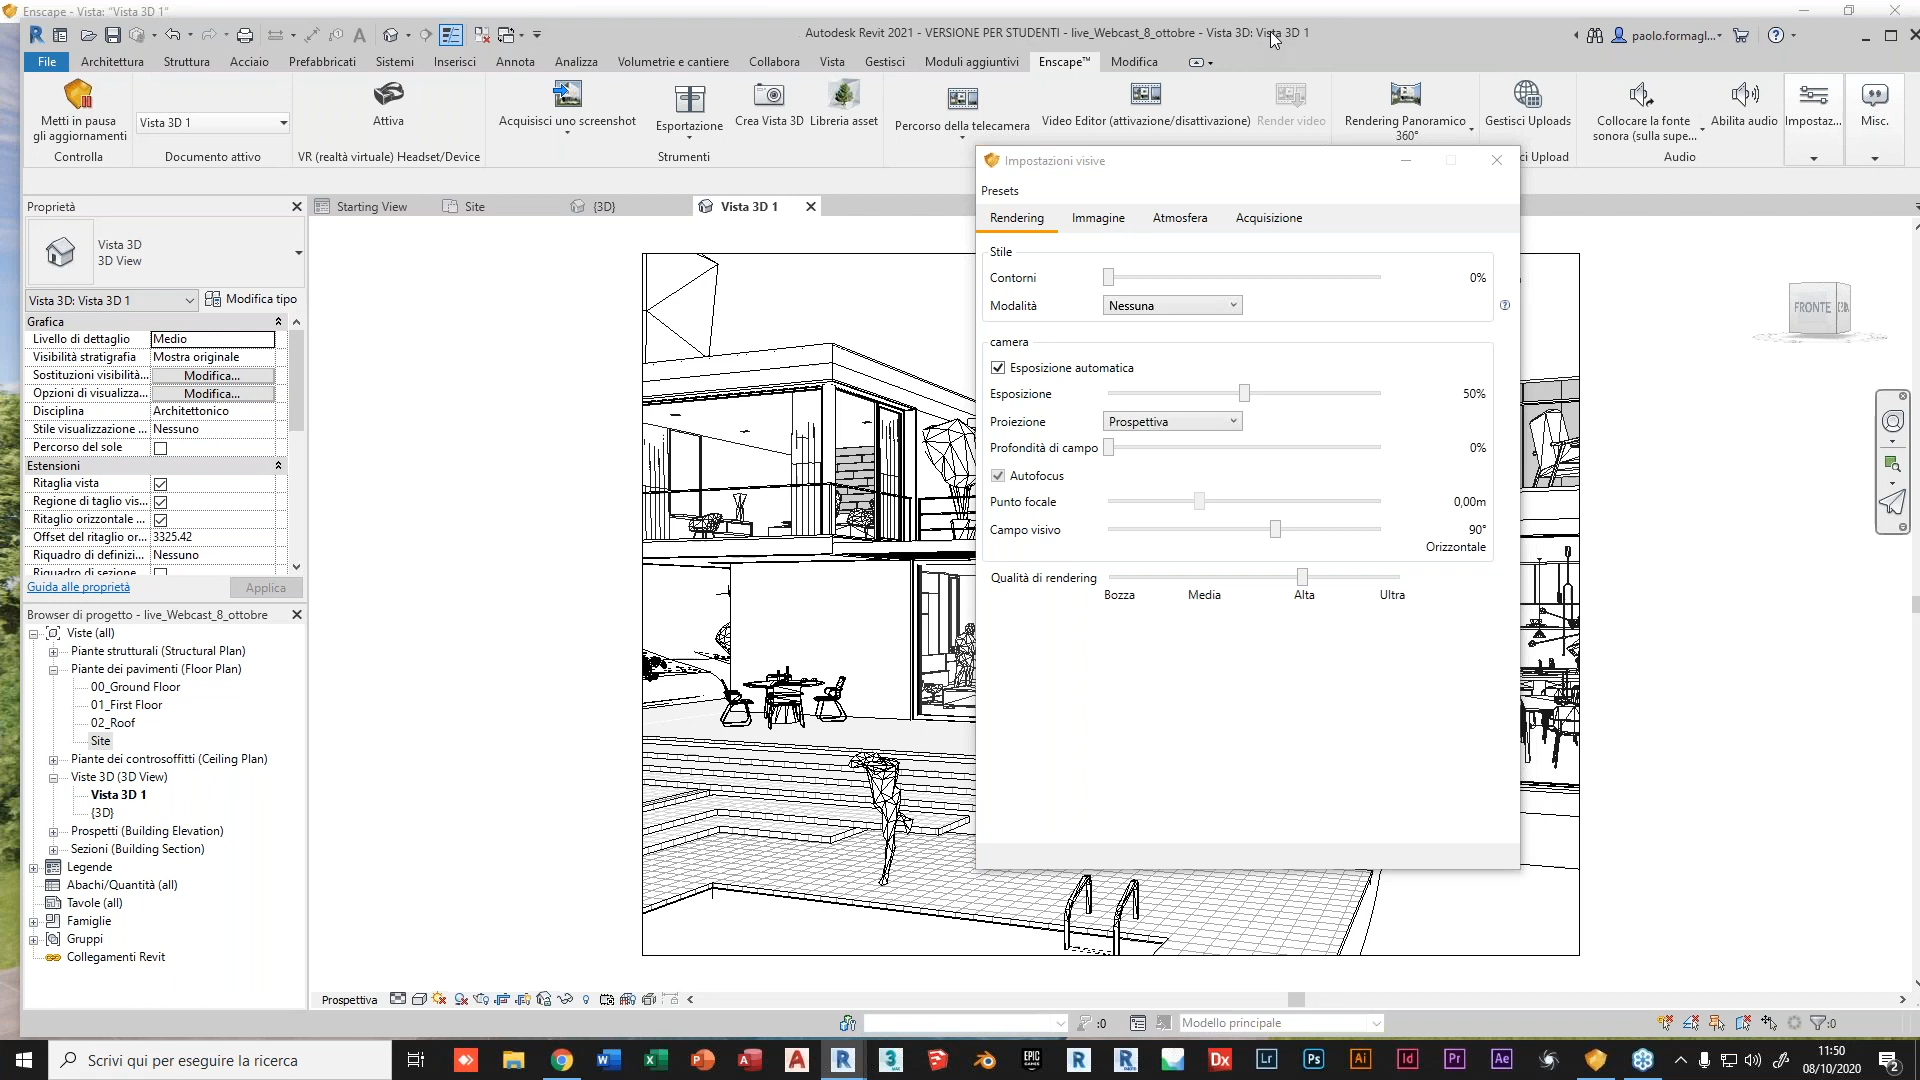 Enscape - Vista: "Vista 3D 1"
Autodesk Revit 2021 - VERSIONE PER STUDENTI - live_Webcast_8_ottobre - Vista 3D: Vista 3D 1
paolo.formagl...
File
Architettura
Struttura
Acciaio
Prefabbricati
Sistemi
Inserisci
Annota
Analizza
Volumetrie e cantiere
Collabora
Vista
Gestisci
Moduli aggiuntivi
Enscape™
Modifica
Metti in pausa
gli aggiornamenti
Controlla
Vista 3D 1
Documento attivo
Attiva
VR (realtà virtuale) Headset/Device
Acquisisci uno screenshot
Esportazione
Crea Vista 3D
Libreria asset
Strumenti
Percorso della telecamera
Video Editor (attivazione/disattivazione)
Render video
Rendering Panoramico
360°
Gestisci Uploads
ci Upload
Collocare la fonte
sonora (sulla supe...
Abilita audio
Audio
Impostaz...
Misc.
Proprietà
Vista 3D
3D View
Vista 3D: Vista 3D 1
Modifica tipo
Grafica
Livello di dettaglio Medio
Visibilità stratigrafia Mostra originale
Sostituzioni visibilità... Modifica...
Opzioni di visualizza... Modifica...
Disciplina Architettonico
Stile visualizzazione ... Nessuno
Percorso del sole
Estensioni
Ritaglia vista
Regione di taglio vis...
Ritaglio orizzontale ...
Offset del ritaglio or... 3325.42
Riquadro di definizi... Nessuno
Riquadro di sezione
Guida alle proprietà
Applica
Browser di progetto - live_Webcast_8_ottobre
Viste (all)
Piante strutturali (Structural Plan)
Piante dei pavimenti (Floor Plan)
00_Ground Floor
01_First Floor
02_Roof
Site
Piante dei controsoffitti (Ceiling Plan)
Viste 3D (3D View)
Vista 3D 1
{3D}
Prospetti (Building Elevation)
Sezioni (Building Section)
Legende
Abachi/Quantità (all)
Tavole (all)
Famiglie
Gruppi
Collegamenti Revit
Starting View
Site
{3D}
Vista 3D 1
FRONTE
Impostazioni visive
Presets
Rendering
Immagine
Atmosfera
Acquisizione
Stile
Contorni 0%
Modalità Nessuna
camera
Esposizione automatica
Esposizione 50%
Proiezione Prospettiva
Profondità di campo 0%
Autofocus
Punto focale 0,00m
Campo visivo 90°
Orizzontale
Qualità di rendering
Bozza Media Alta Ultra
Prospettiva
:0
Modello principale
:0
Scrivi qui per eseguire la ricerca
11:50
08/10/2020
2